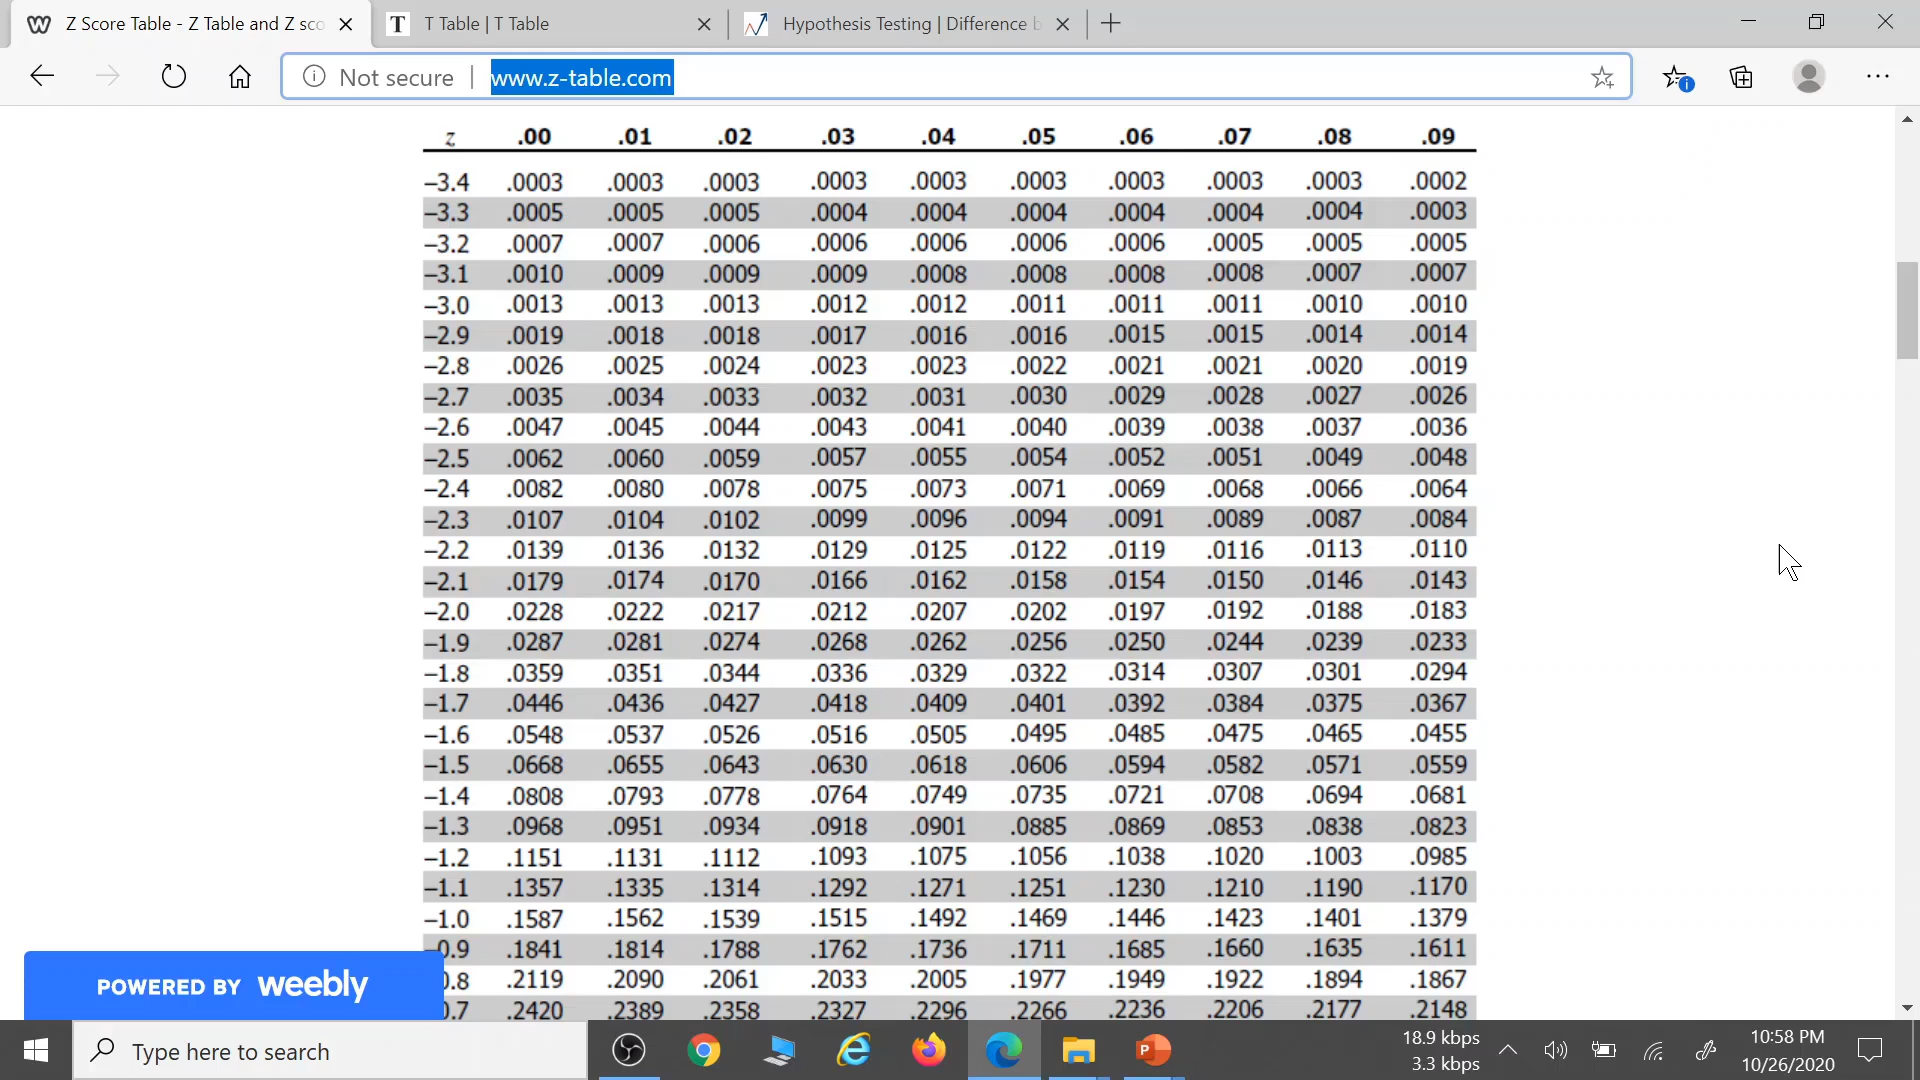 Z Score Table - Z Table and Z sco
T Table | T Table
Hypothesis Testing | Difference b
Not secure | www.z-table.com
z .00 .01 .02 .03 .04 .05 .06 .07 .08 .09
−3.4 .0003 .0003 .0003 .0003 .0003 .0003 .0003 .0003 .0003 .0002
−3.3 .0005 .0005 .0005 .0004 .0004 .0004 .0004 .0004 .0004 .0003
−3.2 .0007 .0007 .0006 .0006 .0006 .0006 .0006 .0005 .0005 .0005
−3.1 .0010 .0009 .0009 .0009 .0008 .0008 .0008 .0008 .0007 .0007
−3.0 .0013 .0013 .0013 .0012 .0012 .0011 .0011 .0011 .0010 .0010
−2.9 .0019 .0018 .0018 .0017 .0016 .0016 .0015 .0015 .0014 .0014
−2.8 .0026 .0025 .0024 .0023 .0023 .0022 .0021 .0021 .0020 .0019
−2.7 .0035 .0034 .0033 .0032 .0031 .0030 .0029 .0028 .0027 .0026
−2.6 .0047 .0045 .0044 .0043 .0041 .0040 .0039 .0038 .0037 .0036
−2.5 .0062 .0060 .0059 .0057 .0055 .0054 .0052 .0051 .0049 .0048
−2.4 .0082 .0080 .0078 .0075 .0073 .0071 .0069 .0068 .0066 .0064
−2.3 .0107 .0104 .0102 .0099 .0096 .0094 .0091 .0089 .0087 .0084
−2.2 .0139 .0136 .0132 .0129 .0125 .0122 .0119 .0116 .0113 .0110
−2.1 .0179 .0174 .0170 .0166 .0162 .0158 .0154 .0150 .0146 .0143
−2.0 .0228 .0222 .0217 .0212 .0207 .0202 .0197 .0192 .0188 .0183
−1.9 .0287 .0281 .0274 .0268 .0262 .0256 .0250 .0244 .0239 .0233
−1.8 .0359 .0351 .0344 .0336 .0329 .0322 .0314 .0307 .0301 .0294
−1.7 .0446 .0436 .0427 .0418 .0409 .0401 .0392 .0384 .0375 .0367
−1.6 .0548 .0537 .0526 .0516 .0505 .0495 .0485 .0475 .0465 .0455
−1.5 .0668 .0655 .0643 .0630 .0618 .0606 .0594 .0582 .0571 .0559
−1.4 .0808 .0793 .0778 .0764 .0749 .0735 .0721 .0708 .0694 .0681
−1.3 .0968 .0951 .0934 .0918 .0901 .0885 .0869 .0853 .0838 .0823
−1.2 .1151 .1131 .1112 .1093 .1075 .1056 .1038 .1020 .1003 .0985
−1.1 .1357 .1335 .1314 .1292 .1271 .1251 .1230 .1210 .1190 .1170
−1.0 .1587 .1562 .1539 .1515 .1492 .1469 .1446 .1423 .1401 .1379
−0.9 .1841 .1814 .1788 .1762 .1736 .1711 .1685 .1660 .1635 .1611
0.8 .2119 .2090 .2061 .2033 .2005 .1977 .1949 .1922 .1894 .1867
0.7 .2420 .2389 .2358 .2327 .2296 .2266 .2236 .2206 .2177 .2148
POWERED BY weebly
Type here to search
18.9 kbps
3.3 kbps
10:58 PM
10/26/2020